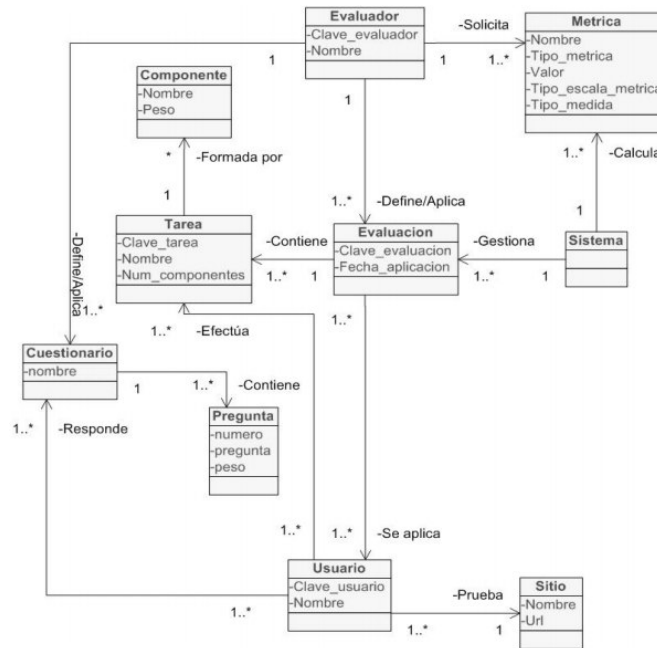 Evaluador
-Clave_evaluador
-Nombre
1
1
1
-Solicita
1..*
Metrica
-Nombre
-Tipo_metrica
-Valor
-Tipo_escala_metrica
-Tipo_medida
Componente
-Nombre
-Peso
*
-Formada por
1
1..*
-Calcula
1
1..*
-Define/Aplica
Tarea
-Clave_tarea
-Nombre
-Num_componentes
-Contiene
1..*
1
Evaluacion
-Clave_evaluacion
-Fecha_aplicacion
-Gestiona
1..*
1
Sistema
-Define/Aplica
1..*
1..*
-Efectúa
1..*
Cuestionario
-nombre
1
1..*
-Contiene
1..*
-Responde
Pregunta
-numero
-pregunta
-peso
1..*
1..*
-Se aplica
Usuario
-Clave_usuario
-Nombre
1..*
-Prueba
1..*
1
Sitio
-Nombre
-Url